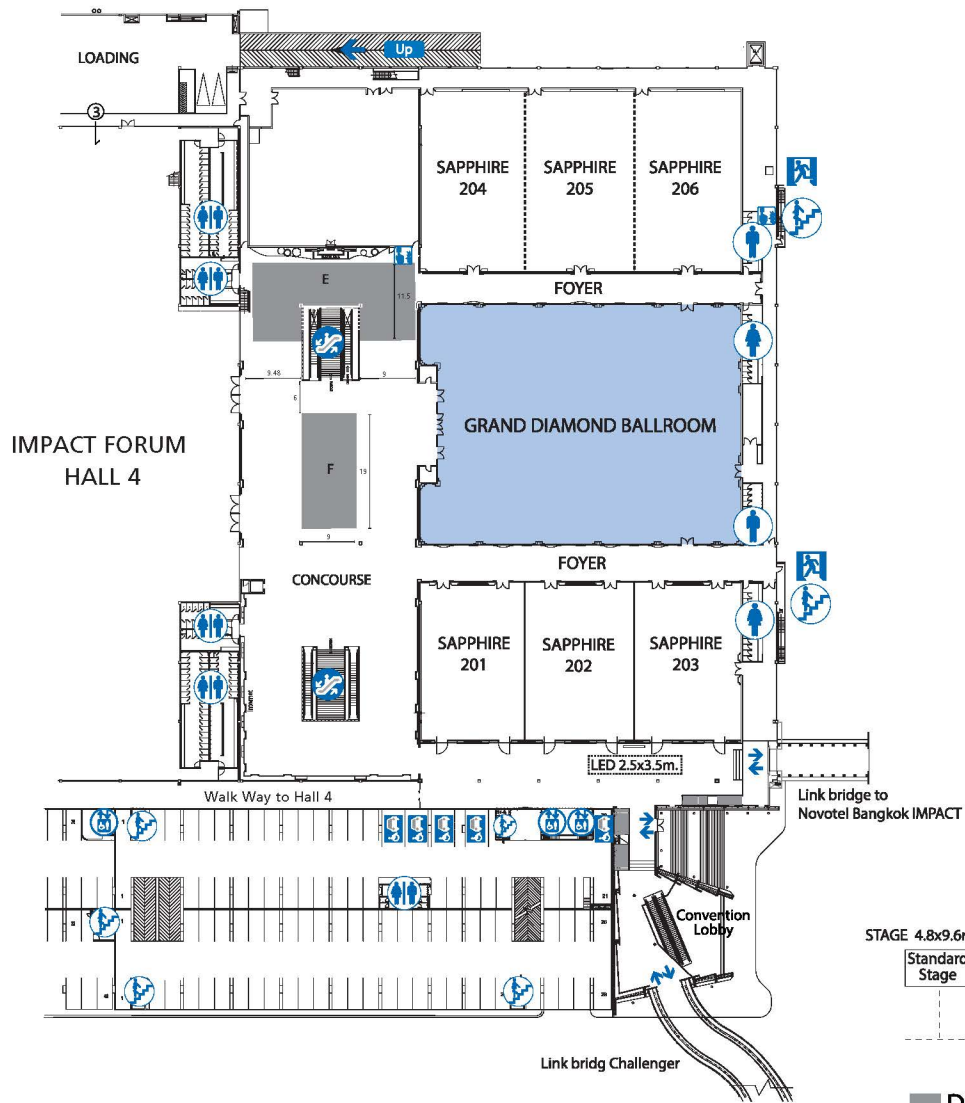 LOADING
Up
3
SAPPHIRE
204
SAPPHIRE
205
SAPPHIRE
206
E
11.5
FOYER
9.48
9
6
IMPACT FORUM
HALL 4
GRAND DIAMOND BALLROOM
F
19
9
FOYER
CONCOURSE
SAPPHIRE
201
SAPPHIRE
202
SAPPHIRE
203
LED 2.5x3.5m.
Walk Way to Hall 4
Link bridge to
Novotel Bangkok IMPACT
Convention
Lobby
STAGE 4.8x9.6
Standard
Stage
Link bridg Challenger